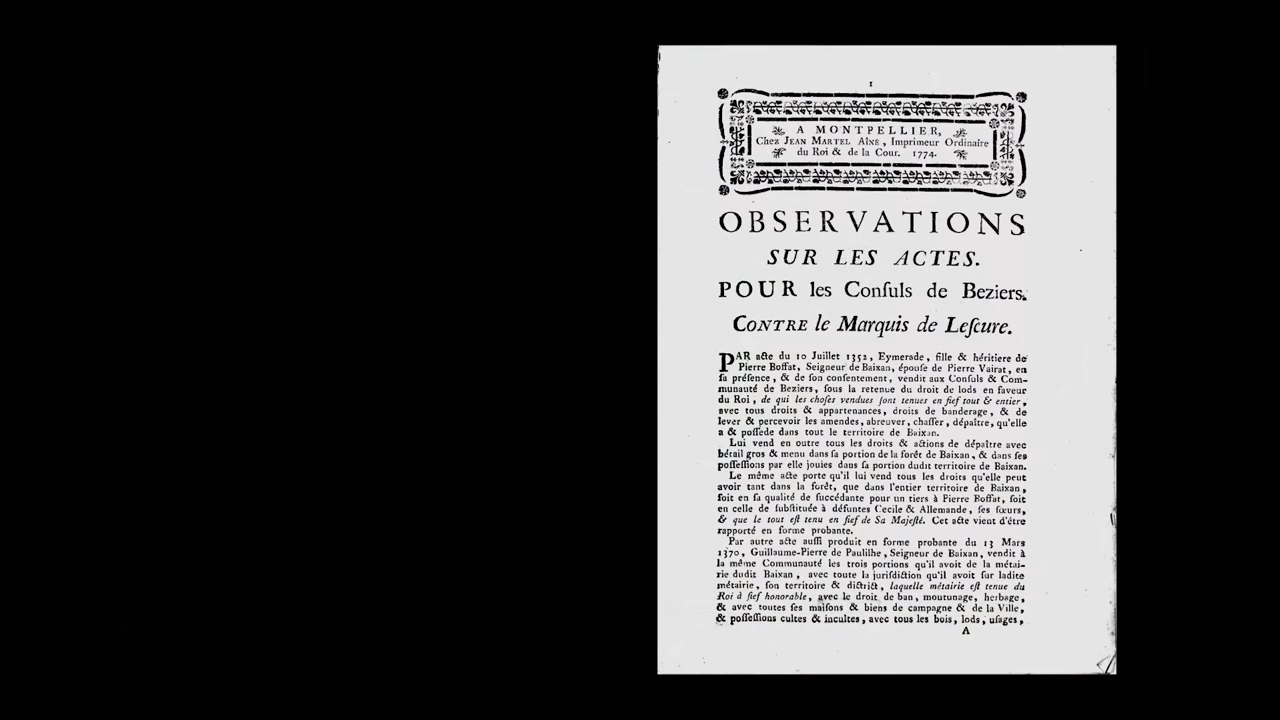 1
A MONTPELLIER,
Chez JEAN MARTEL AÎNÉ, Imprimeur Ordinaire
du Roi & de la Cour. 1774.
OBSERVATIONS
SUR LES ACTES.
POUR les Conſuls de Beziers.
CONTRE le Marquis de Leſcure.
PAR acte du 10 Juillet 1352, Eymerade, fille & héritiere de
Pierre Boffat, Seigneur de Baixan, épouſe de Pierre Vairat, en
ſa préſence, & de ſon conſentement, vendit aux Conſuls & Com-
munauté de Beziers, ſous la retenue du droit de lods en faveur
du Roi, de qui les choſes vendues ſont tenues en fief tout & entier,
avec tous droits & appartenances, droits de banderage, & de
lever & percevoir les amendes, abreuver, chaſſer, dépaître, qu'elle
a & poſſede dans tout le territoire de Baixan.
Lui vend en outre tous les droits & actions de dépaître avec
bétail gros & menu dans ſa portion de la forêt de Baixan, & dans ſes
poſſeſſions par elle jouies dans ſa portion dudit territoire de Baixan.
Le même acte porte qu'il lui vend tous les droits qu'elle peut
avoir tant dans la forêt, que dans l'entier territoire de Baixan,
ſoit en ſa qualité de ſuccédante pour un tiers à Pierre Boffat, ſoit
en celle de ſubſtituée à défuntes Cecile & Allemande, ſes ſœurs,
& que le tout eſt tenu en fief de Sa Majeſté. Cet acte vient d'être
rapporté en forme probante.
Par autre acte auſſi produit en forme probante du 13 Mars
1370, Guillaume-Pierre de Paulilhe, Seigneur de Baixan, vendit à
la même Communauté les trois portions qu'il avoit de la métai-
rie dudit Baixan, avec toute la juriſdiction qu'il avoit ſur ladite
métairie, ſon territoire & diſtrict, laquelle métairie eſt tenue du
Roi à fief honorable, avec le droit de ban, moutunage, herbage,
& avec toutes ſes maiſons & biens de campagne & de la Ville,
& poſſeſſions cultes & incultes, avec tous les bois, lods, uſages,
A